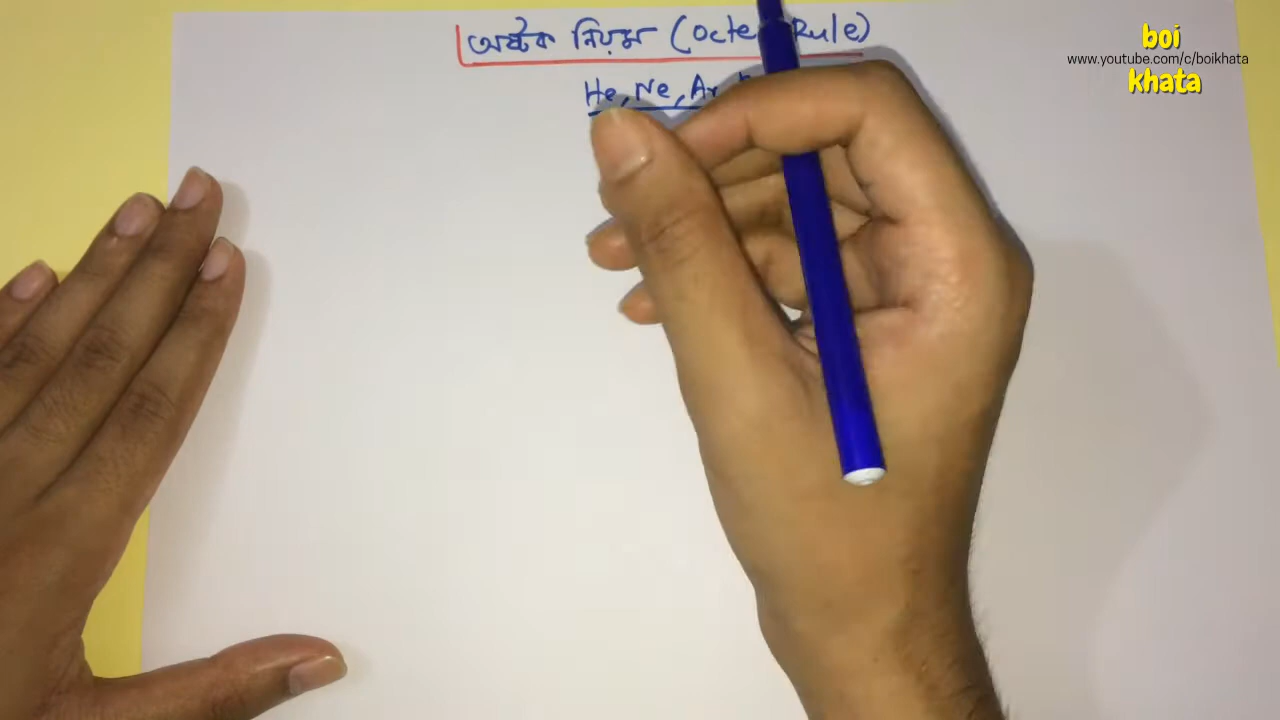 অষ্টক নিয়ম (Octe Rule)
He, Ne, Ar
boi
www.youtube.com/c/boikhata
khata